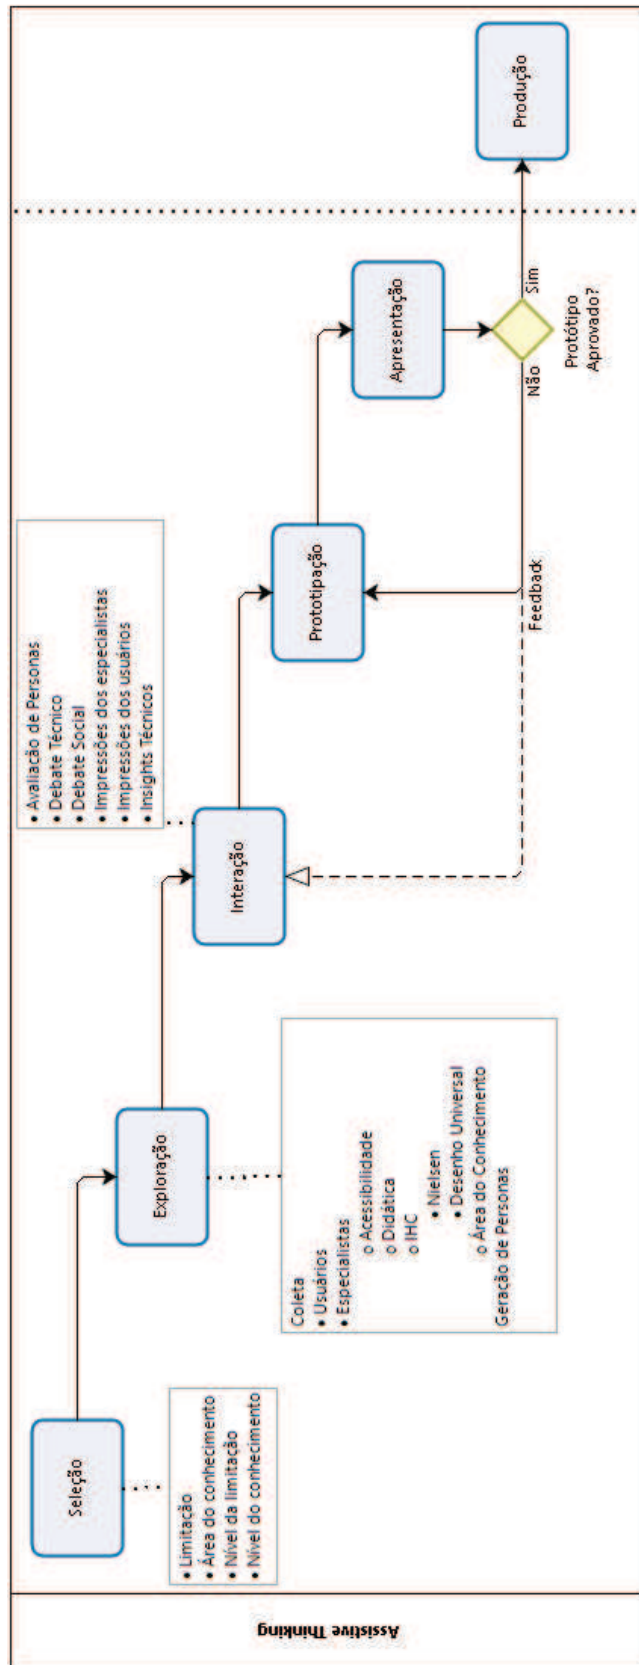 Assistive Thinking
Seleção
• Limitação
• Área do conhecimento
• Nível da limitação
• Nível do conhecimento
Exploração
Coleta
• Usuários
• Especialistas
o Acessibilidade
o Didática
o IHC
• Nielsen
• Desenho Universal
o Área do Conhecimento
Geração de Personas
Interação
• Avaliação de Personas
• Debate Técnico
• Debate Social
• Impressões dos especialistas
• Impressões dos usuários
• Insights Técnicos
Prototipação
Feedback
Apresentação
Não
Sim
Protótipo
Aprovado?
Produção